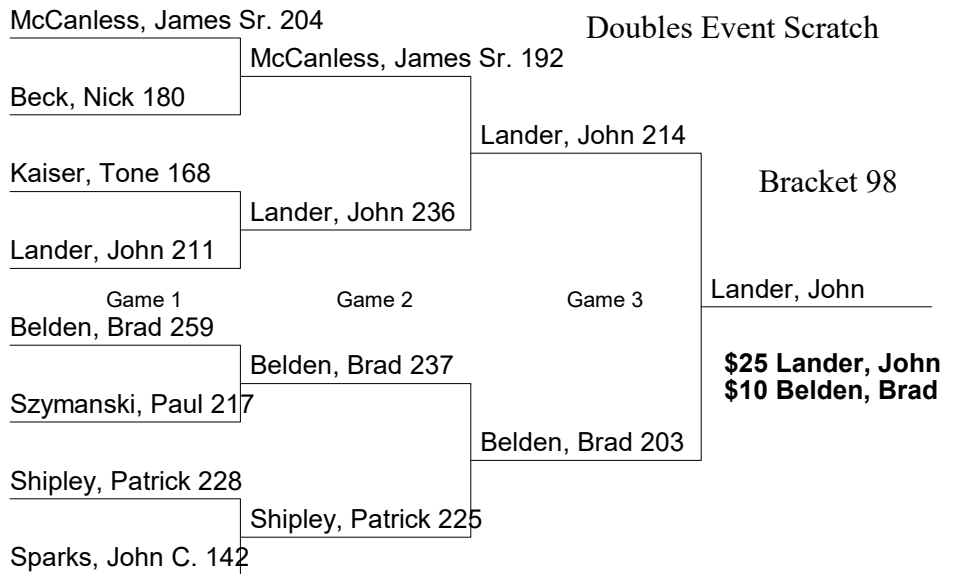 McCanless, James Sr. 204
Doubles Event Scratch
McCanless, James Sr. 192
Beck, Nick 180
Lander, John 214
Kaiser, Tone 168
Bracket 98
Lander, John 236
Lander, John 211
Game 1
Game 2
Game 3
Lander, John
Belden, Brad 259
Belden, Brad 237
$25 Lander, John
$10 Belden, Brad
Szymanski, Paul 217
Belden, Brad 203
Shipley, Patrick 228
Shipley, Patrick 225
Sparks, John C. 142